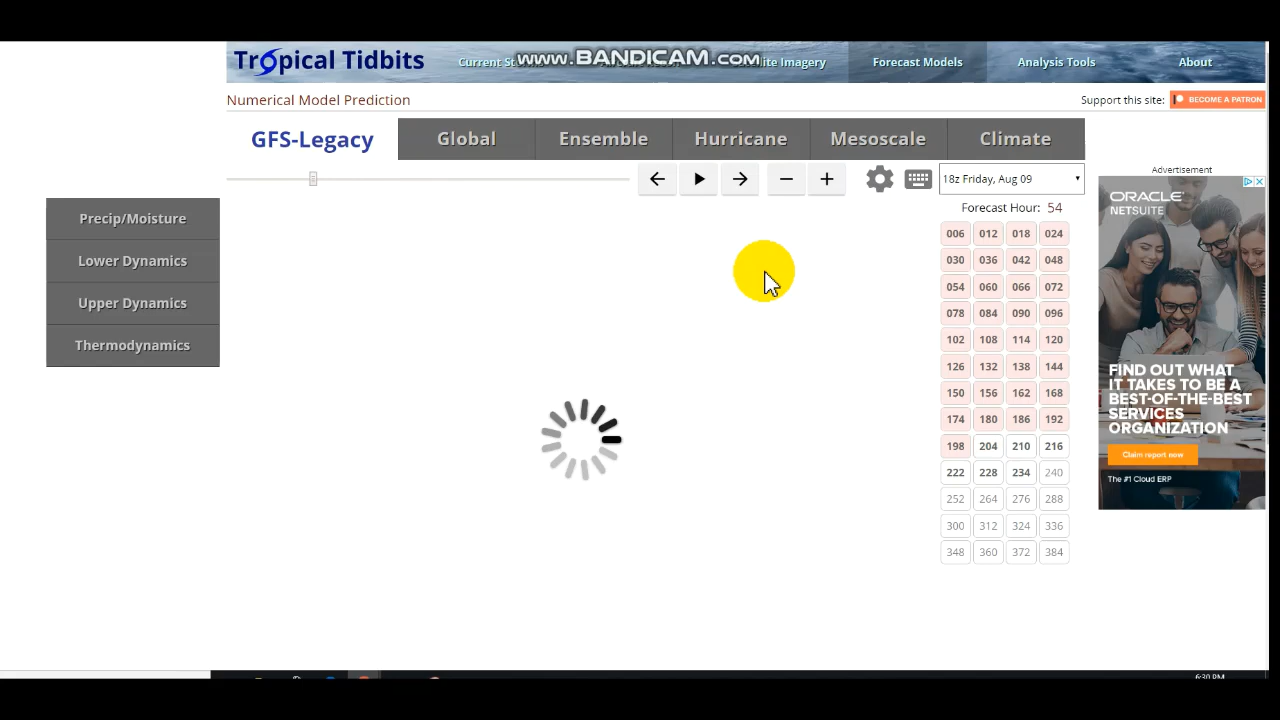 Tropical Tidbits
www.BANDICAM.com
Forecast Models
Analysis Tools
About
Numerical Model Prediction
Support this site:
BECOME A PATRON
GFS-Legacy
Global
Ensemble
Hurricane
Mesoscale
Climate
18z Friday, Aug 09
Forecast Hour: 54
Precip/Moisture
Lower Dynamics
Upper Dynamics
Thermodynamics
006 012 018 024
030 036 042 048
054 060 066 072
078 084 090 096
102 108 114 120
126 132 138 144
150 156 162 168
174 180 186 192
198 204 210 216
222 228 234 240
252 264 276 288
300 312 324 336
348 360 372 384
Advertisement
ORACLE
NETSUITE
FIND OUT WHAT
IT TAKES TO BE A
BEST-OF-THE-BEST
SERVICES
ORGANIZATION
Claim report now
The #1 Cloud ERP
6:30 PM